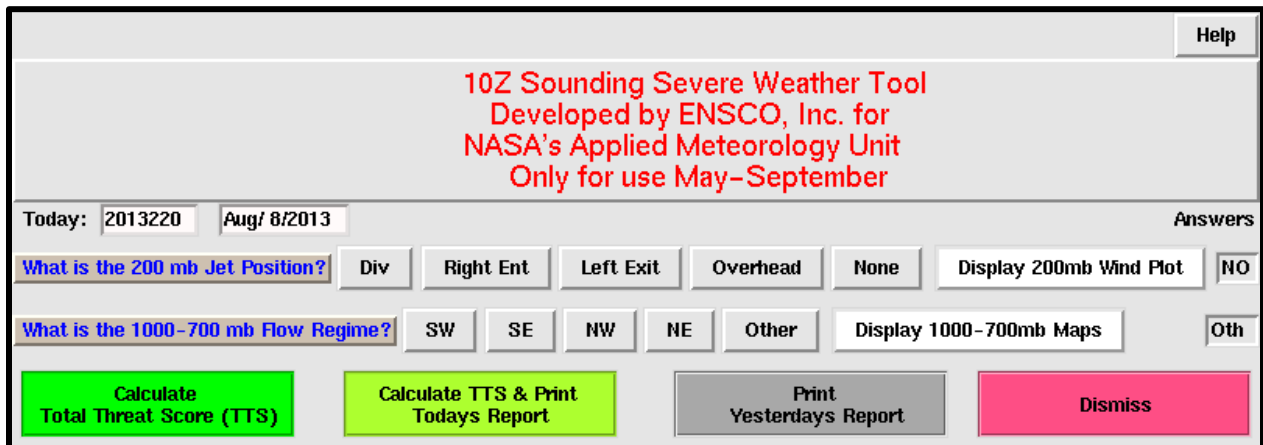 Help
10Z Sounding Severe Weather Tool
Developed by ENSCO, Inc. for
NASA's Applied Meteorology Unit
Only for use May-September
Today: 2013220 Aug/ 8/2013 Answers
What is the 200 mb Jet Position? Div Right Ent Left Exit Overhead None Display 200mb Wind Plot NO
What is the 1000-700 mb Flow Regime? SW SE NW NE Other Display 1000-700mb Maps Oth
Calculate
Total Threat Score (TTS)
Calculate TTS & Print
Todays Report
Print
Yesterdays Report
Dismiss